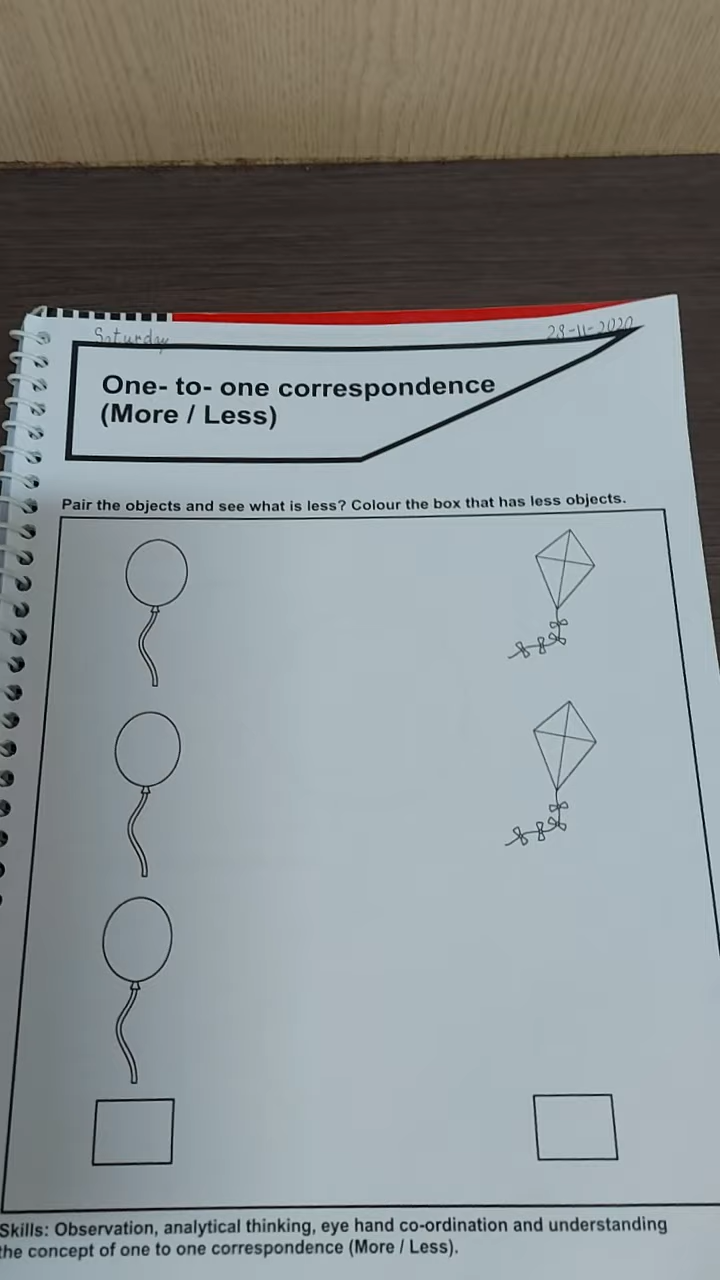 Saturday 28-11-2020
One- to- one correspondence
(More / Less)
Pair the objects and see what is less? Colour the box that has less objects.
Skills: Observation, analytical thinking, eye hand co-ordination and understanding
the concept of one to one correspondence (More / Less).